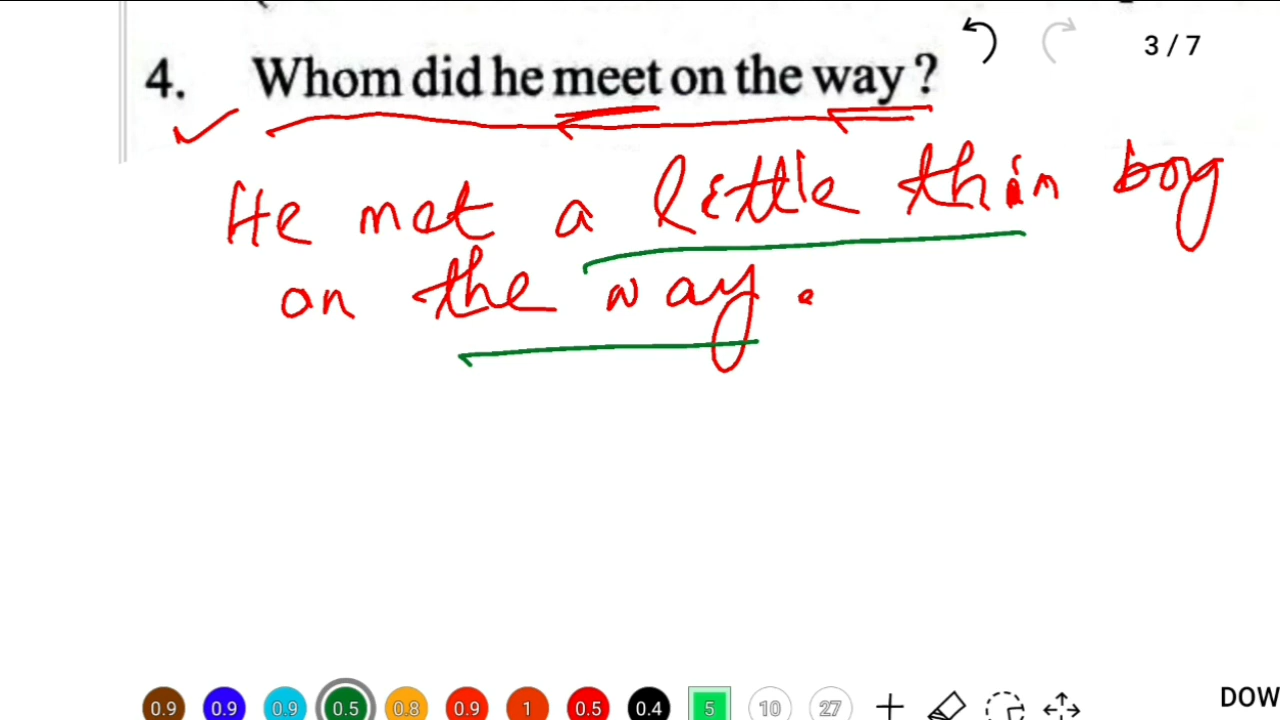 4. Whom did he meet on the way ?
3 / 7
He met a little thin boy
on the way.
0.9 0.9 0.9 0.5 0.8 0.9 1 0.5 0.4 5 10 27
DOW